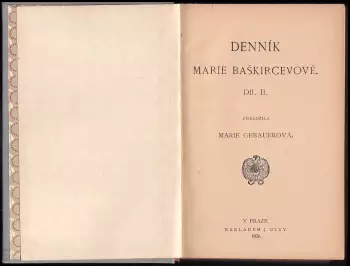 DENNÍK
MARIE BAŠKIRCEVOVÉ.
DÍL II.
PŘELOŽILA
MARIE GEBAUEROVÁ.
V PRAZE.
NÁKLADEM J. OTTY